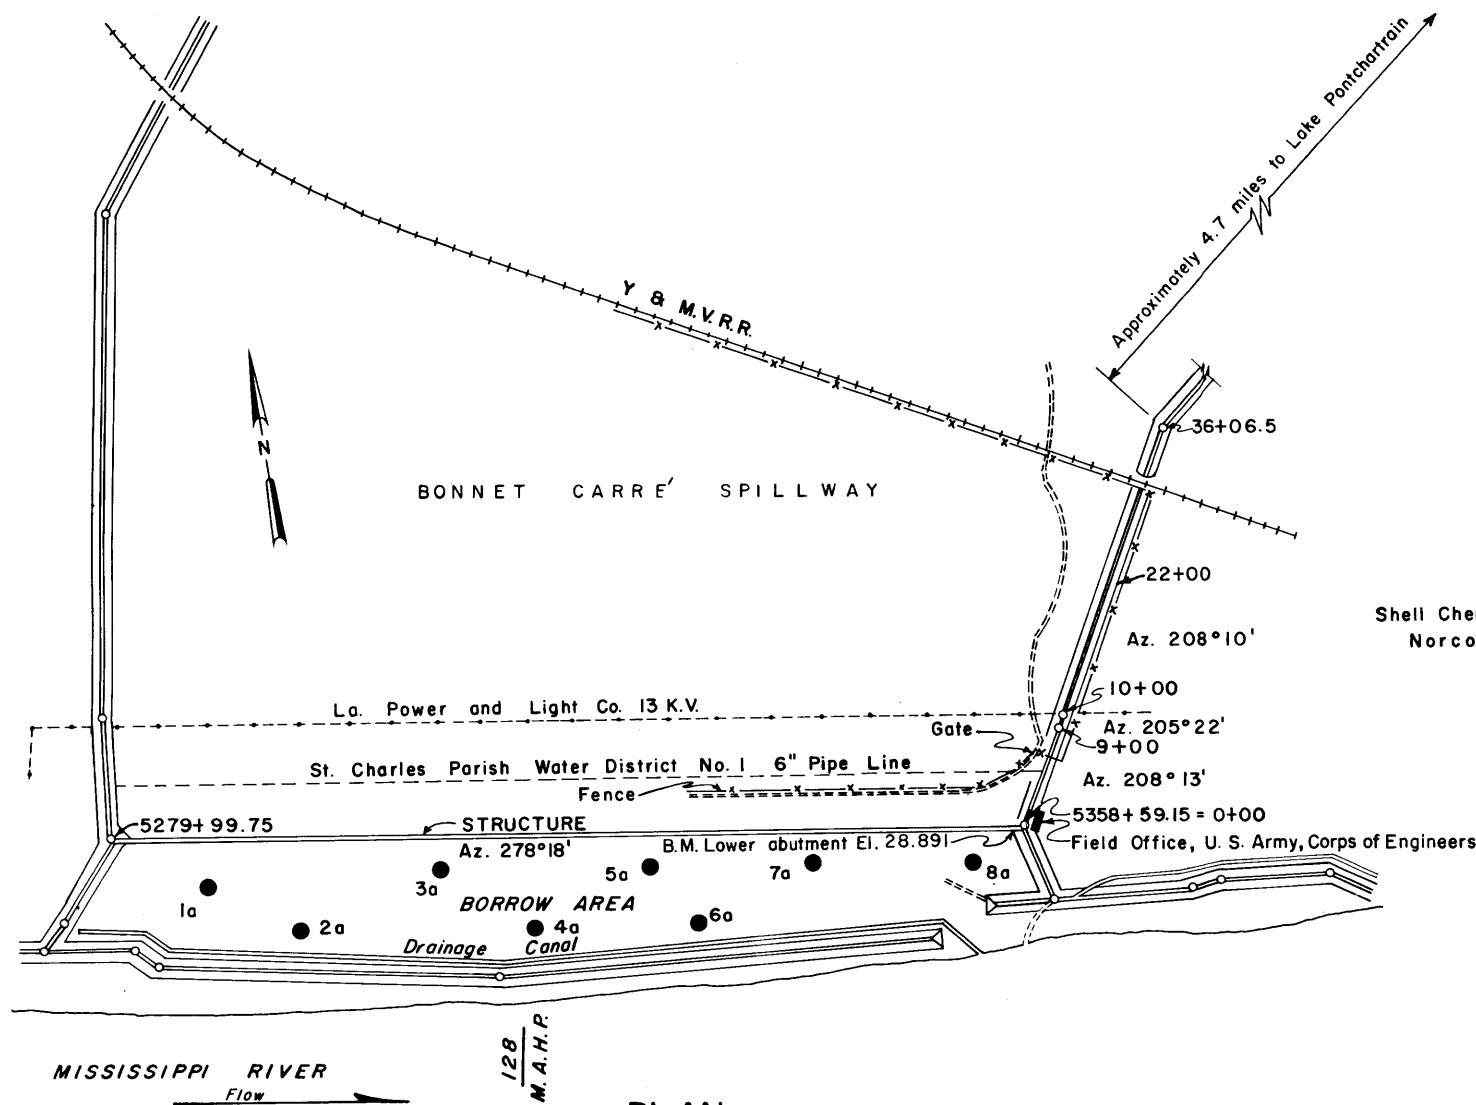 Approximately 4.7 miles to Lake Pontchartrain
Y & M.V.R.R.
36+06.5
N
BONNET CARRE' SPILLWAY
22+00
Shell Che
Norco
Az. 208°10'
10+00
La. Power and Light Co. 13 K.V.
Az. 205°22'
Gate
9+00
St. Charles Parish Water District No. 1 6" Pipe Line
Az. 208°13'
Fence
5279+99.75
STRUCTURE
5358+59.15=0+00
Az. 278°18'
B.M. Lower abutment El. 28.891
Field Office, U. S. Army, Corps of Engineers
3a
5a
7a
8a
1a
BORROW AREA
2a
4a
6a
Drainage Canal
128
M.A.H.P.
MISSISSIPPI RIVER
Flow